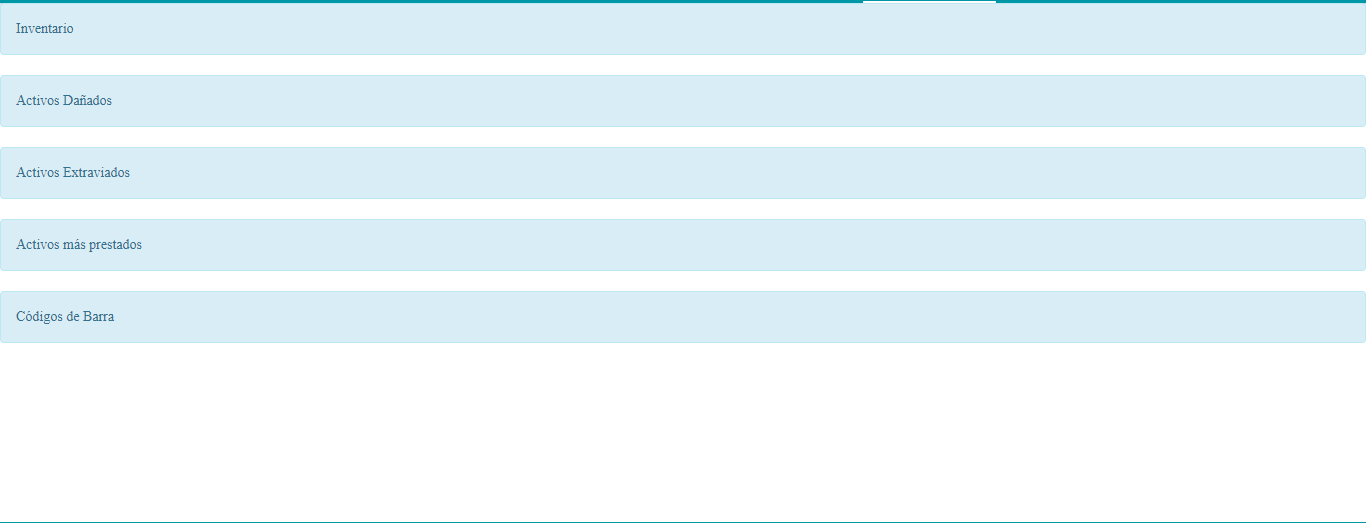 Inventario
Activos Dañados
Activos Extraviados
Activos más prestados
Códigos de Barra